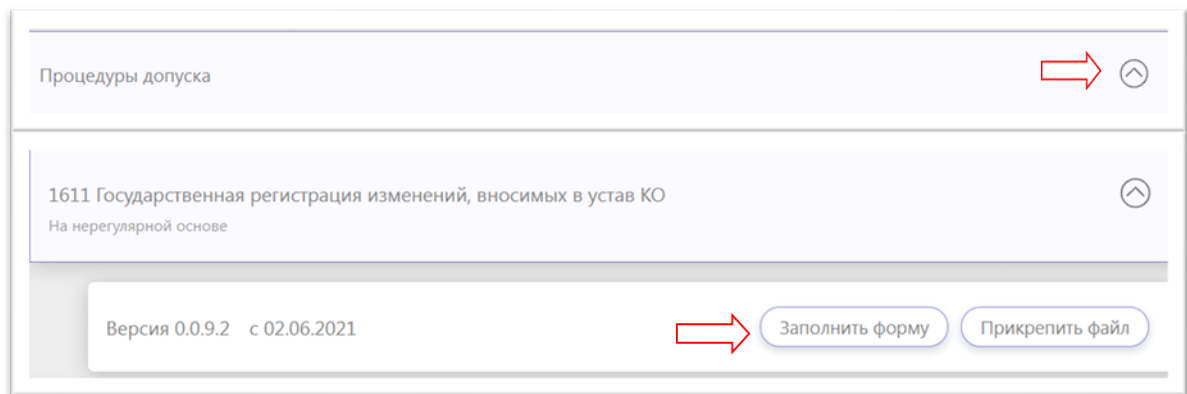 Процедуры допуска
1611 Государственная регистрация изменений, вносимых в устав КО
На нерегулярной основе
Версия 0.0.9.2 с 02.06.2021 Заполнить форму Прикрепить файл